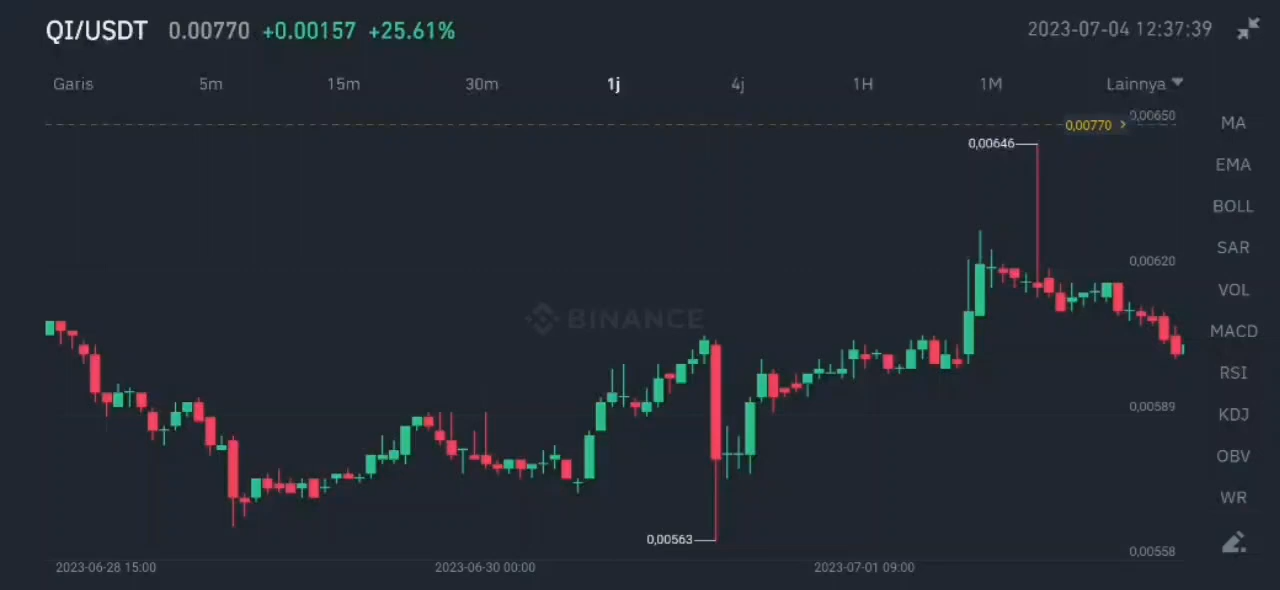 QI/USDT 0.00770 +0.00157 +25.61% 2023-07-04 12:37:39
Garis 5m 15m 30m 1j 4j 1H 1M Lainnya
0,00650
0,00770
0,00646
MA
EMA
BOLL
SAR
0,00620
VOL
BINANCE
MACD
RSI
0,00589
KDJ
OBV
WR
0,00563
0,00558
2023-06-28 15:00 2023-06-30 00:00 2023-07-01 09:00